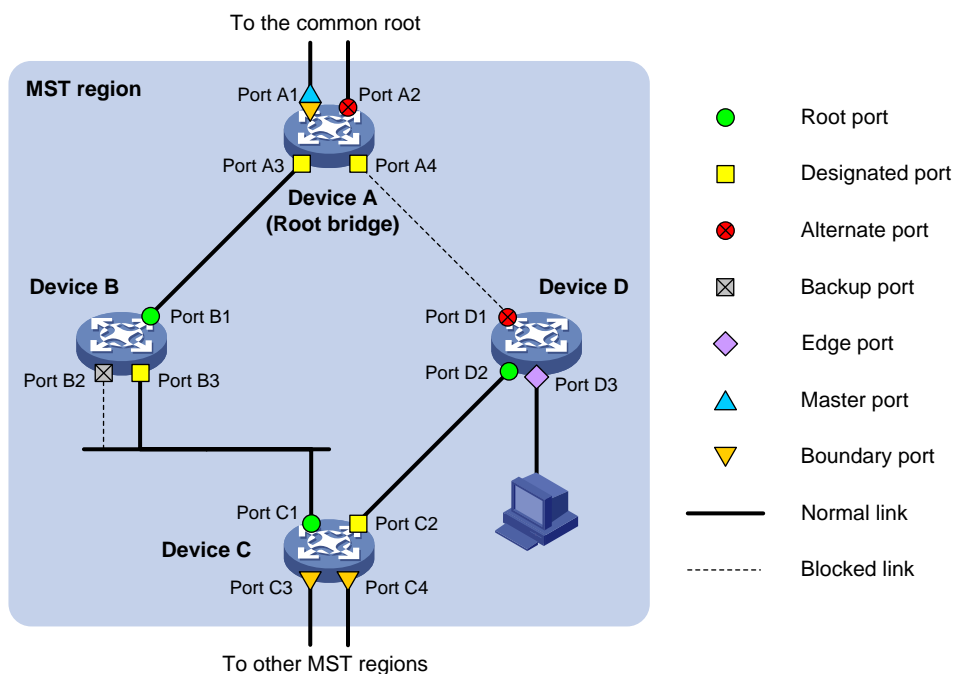 To the common root
MST region
Port A1
Port A2
Port A3
Port A4
Device A
(Root bridge)
Device B
Port B1
Port B2
Port B3
Device D
Port D1
Port D2
Port D3
Port C1
Port C2
Device C
Port C3
Port C4
To other MST regions
Root port
Designated port
Alternate port
Backup port
Edge port
Master port
Boundary port
Normal link
Blocked link